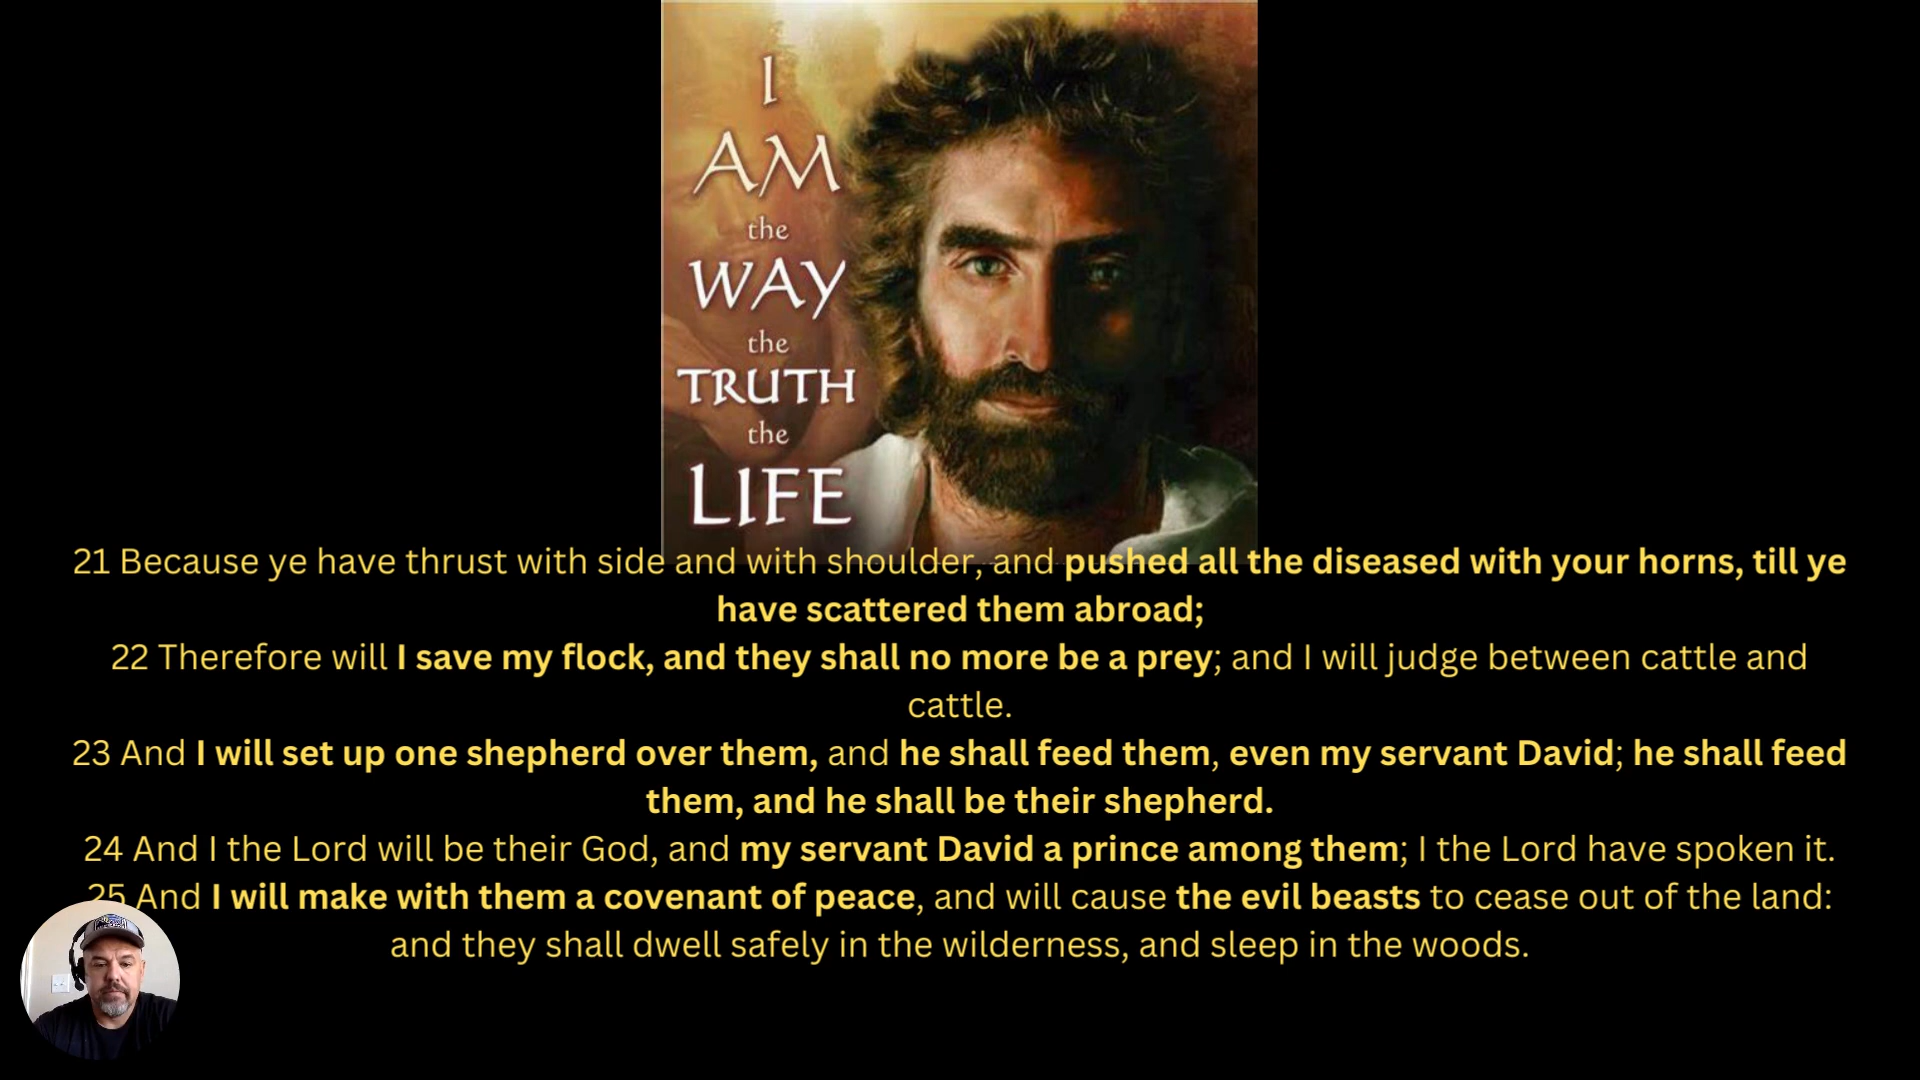 I
AM
the
WAY
the
TRUTH
the
LIFE
21 Because ye have thrust with side and with shoulder, and pushed all the diseased with your horns, till ye
have scattered them abroad;
22 Therefore will I save my flock, and they shall no more be a prey; and I will judge between cattle and
cattle.
23 And I will set up one shepherd over them, and he shall feed them, even my servant David; he shall feed
them, and he shall be their shepherd.
24 And I the Lord will be their God, and my servant David a prince among them; I the Lord have spoken it.
25 And I will make with them a covenant of peace, and will cause the evil beasts to cease out of the land:
and they shall dwell safely in the wilderness, and sleep in the woods.